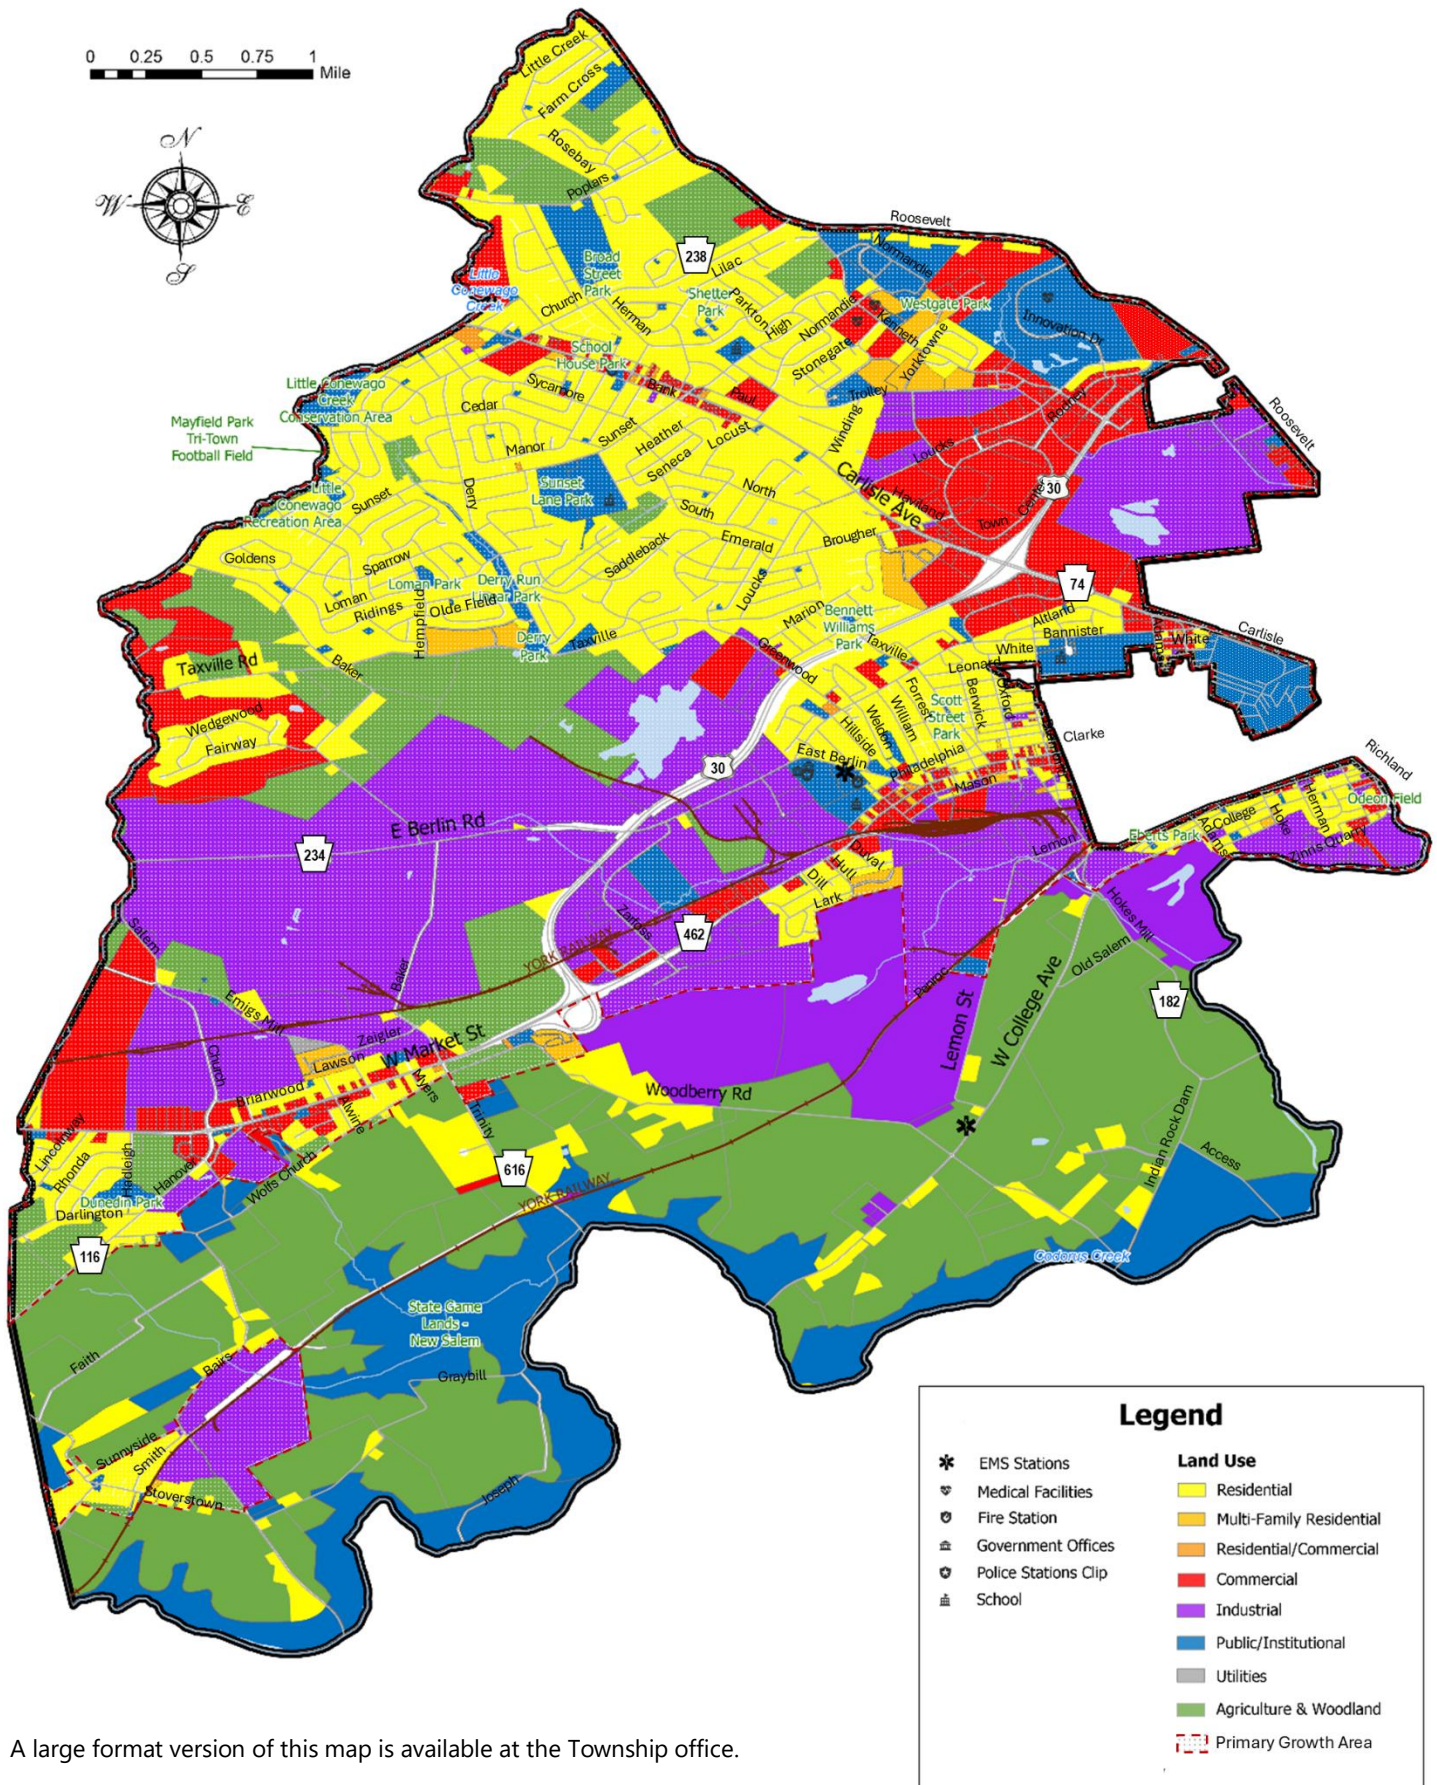 0 0.25 0.5 0.75 1
Mile
N
W E
S
Little Creek
Farm Cross
Rosebay
Poplars
Roosevelt
Normandie
238
Lilac
Broad
Street
Park
Little
Conewago
Creek
Church
Herman
Shetter
Park
Parkton
High
Normandie
Kenneth
Westgate Park
Innovation Dr
Stonegate
Yorktowne
School
House Park
Bank
Paul
Trolley
Sycamore
Cedar
Little Conewago
Creek
Conservation Area
Mayfield Park
Tri-Town
Football Field
Manor
Sunset
Heather
Locust
Seneca
Winding
Rodney
Loucks
Roosevelt
Carlisle Ave
Haviland
Town Center
30
Sunset
Lane Park
North
South
Derry
Sunset
Little
Conewago
Recreation Area
Emerald
Brougher
Saddleback
Goldens
Sparrow
Loman Park
Derry Run
Linear Park
Loman
Ridings
Hempfield
Olde Field
Loucks
Marion
Bennett
Williams
Park
74
Altland
Bannister
Carlisle
Adams
White
White
Derry
Park
Taxville
Greenwood
Taxville
Leonard
Taxville Rd
Baker
Forrest
William
Weldon
Hillside
Berwick
Oxford
Scott
Street
Park
Wedgewood
Fairway
East Berlin
Philadelphia
Mason
Clarke
Richland
30
Odeon Field
Herman
Hoke
College
Adams
Eberts Park
Zinns Quarry
E Berlin Rd
234
Lemon
Duval
Hull
Dill
Lark
Hokes Mill
Old Salem
Zarfoss
462
YORK RAILWAY
Salem
Baker
182
Emigs Mill
Zeigler
W Market St
Lawson
Church
Briarwood
Myers
Alwine
Trinity
Woodberry Rd
Lemon St
W College Ave
Indian Rock Dam
Access
Lincolnway
Rhonda
Hadleigh
Hanover
Wolfs Church
616
YORK RAILWAY
Dunedin Park
Darlington
116
Codorus Creek
State Game
Lands -
New Salem
Faith
Bairs
Graybill
Sunnyside
Smith
Stoverstown
Joseph
Legend
EMS Stations
Medical Facilities
Fire Station
Government Offices
Police Stations Clip
School
Land Use
Residential
Multi-Family Residential
Residential/Commercial
Commercial
Industrial
Public/Institutional
Utilities
Agriculture & Woodland
Primary Growth Area
A large format version of this map is available at the Township office.